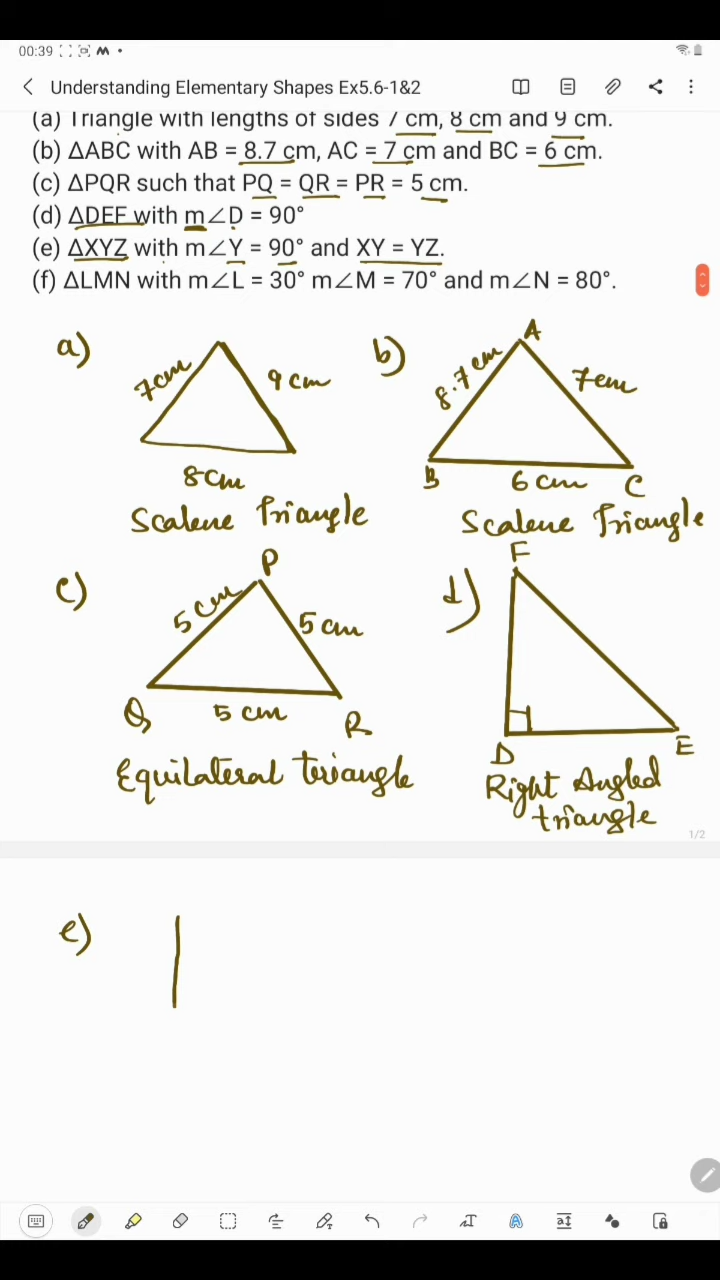 00:39
Understanding Elementary Shapes Ex5.6-1&2
(a) Triangle with lengths of sides 7 cm, 8 cm and 9 cm.
(b) ΔABC with AB = 8.7 cm, AC = 7 cm and BC = 6 cm.
(c) ΔPQR such that PQ = QR = PR = 5 cm.
(d) ΔDEF with m∠D = 90°
(e) ΔXYZ with m∠Y = 90° and XY = YZ.
(f) ΔLMN with m∠L = 30° m∠M = 70° and m∠N = 80°.
a)
7cm
9 cm
8cm
Scalene Triangle
b)
A
8.7 cm
7cm
B
6 cm
C
Scalene Triangle
c)
P
5 cm
5 cm
Q
5 cm
R
Equilateral triangle
d)
F
D
E
Right Angled
triangle
1/2
e)